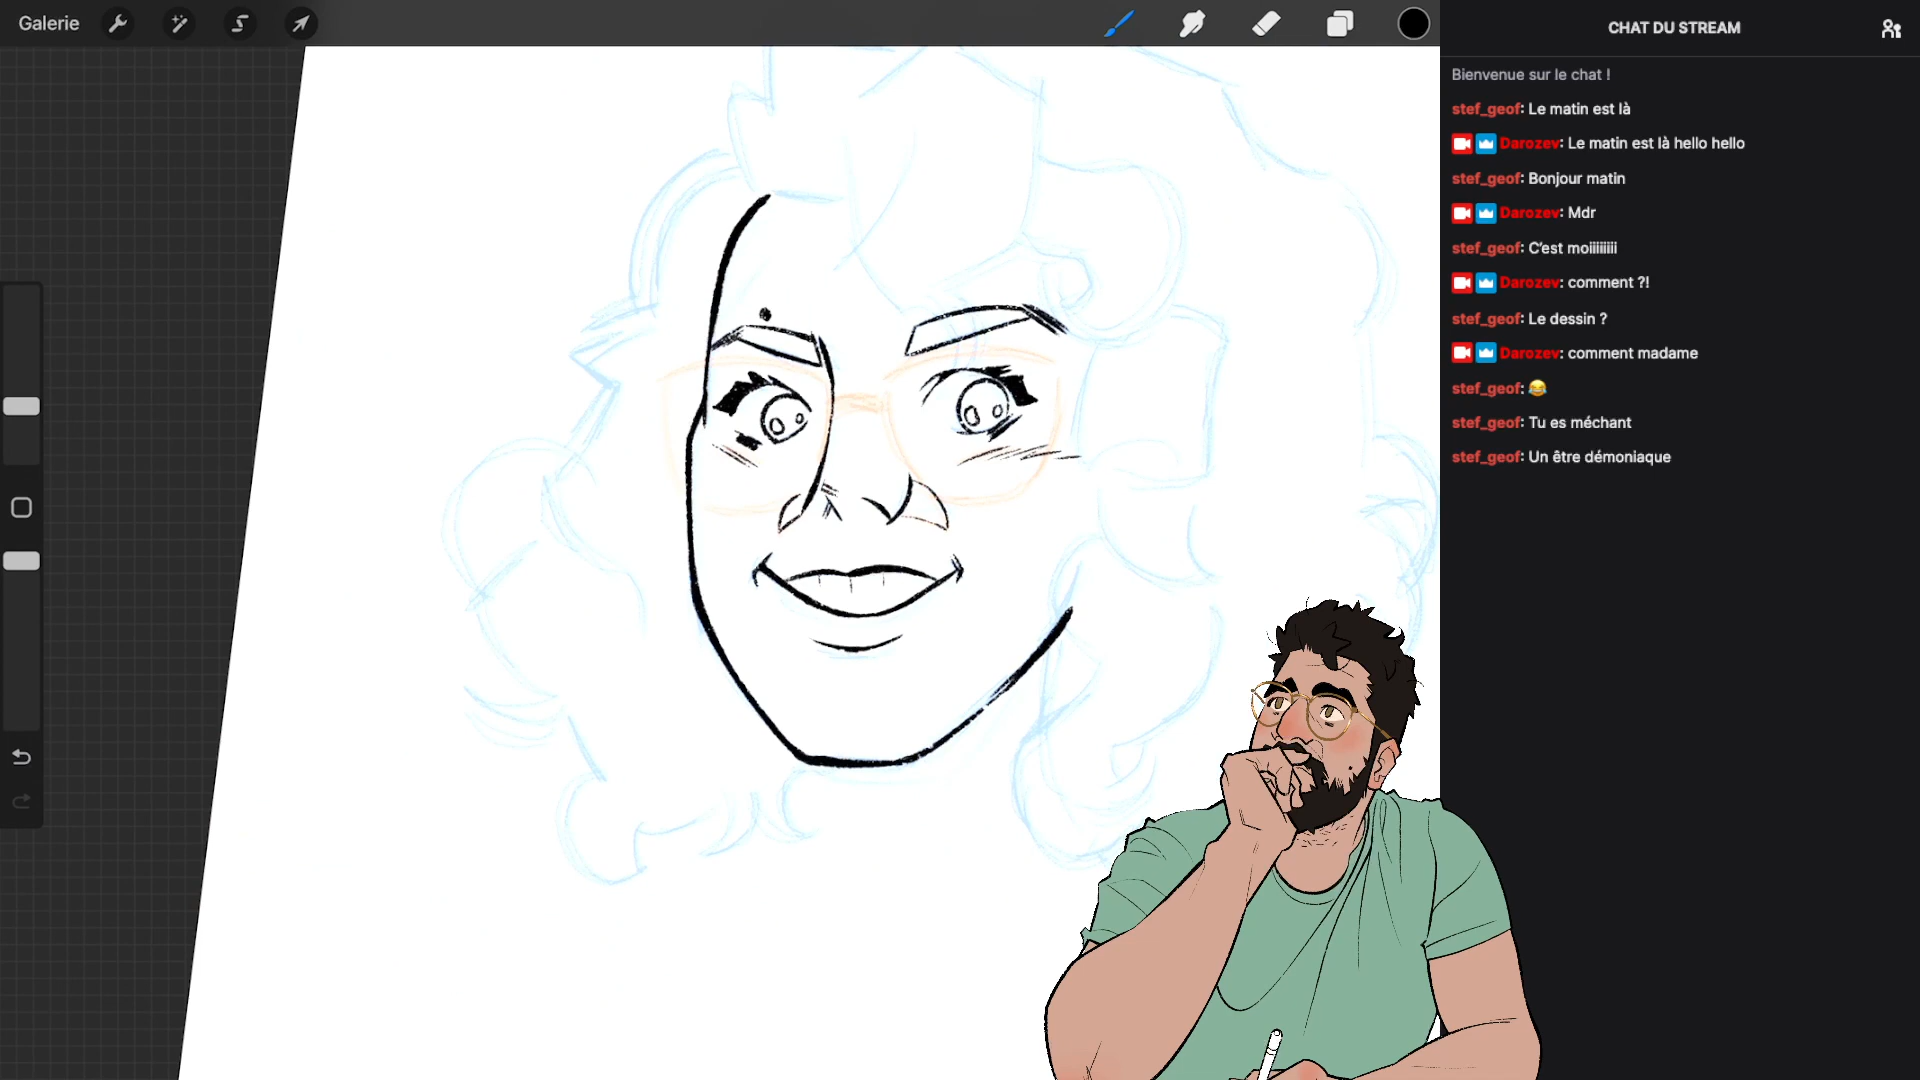 Galerie
CHAT DU STREAM
Bienvenue sur le chat !
stef_geof: Le matin est là
Darozev: Le matin est là hello hello
stef_geof: Bonjour matin
Darozev: Mdr
stef_geof: C'est moiiiiiiiii
Darozev: comment ?!
stef_geof: Le dessin ?
Darozev: comment madame
stef_geof: 😂
stef_geof: Tu es méchant
stef_geof: Un être démoniaque